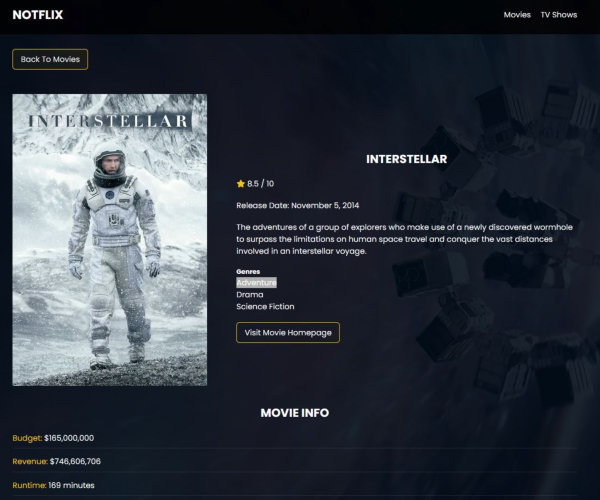 NOTFLIX
Movies TV Shows
Back To Movies
INTERSTELLAR
INTERSTELLAR
8.5 / 10
Release Date: November 5, 2014
The adventures of a group of explorers who make use of a newly discovered wormhole
to surpass the limitations on human space travel and conquer the vast distances
involved in an interstellar voyage.
Genres
Adventure
Drama
Science Fiction
Visit Movie Homepage
MOVIE INFO
Budget: $165,000,000
Revenue: $746,606,706
Runtime: 169 minutes